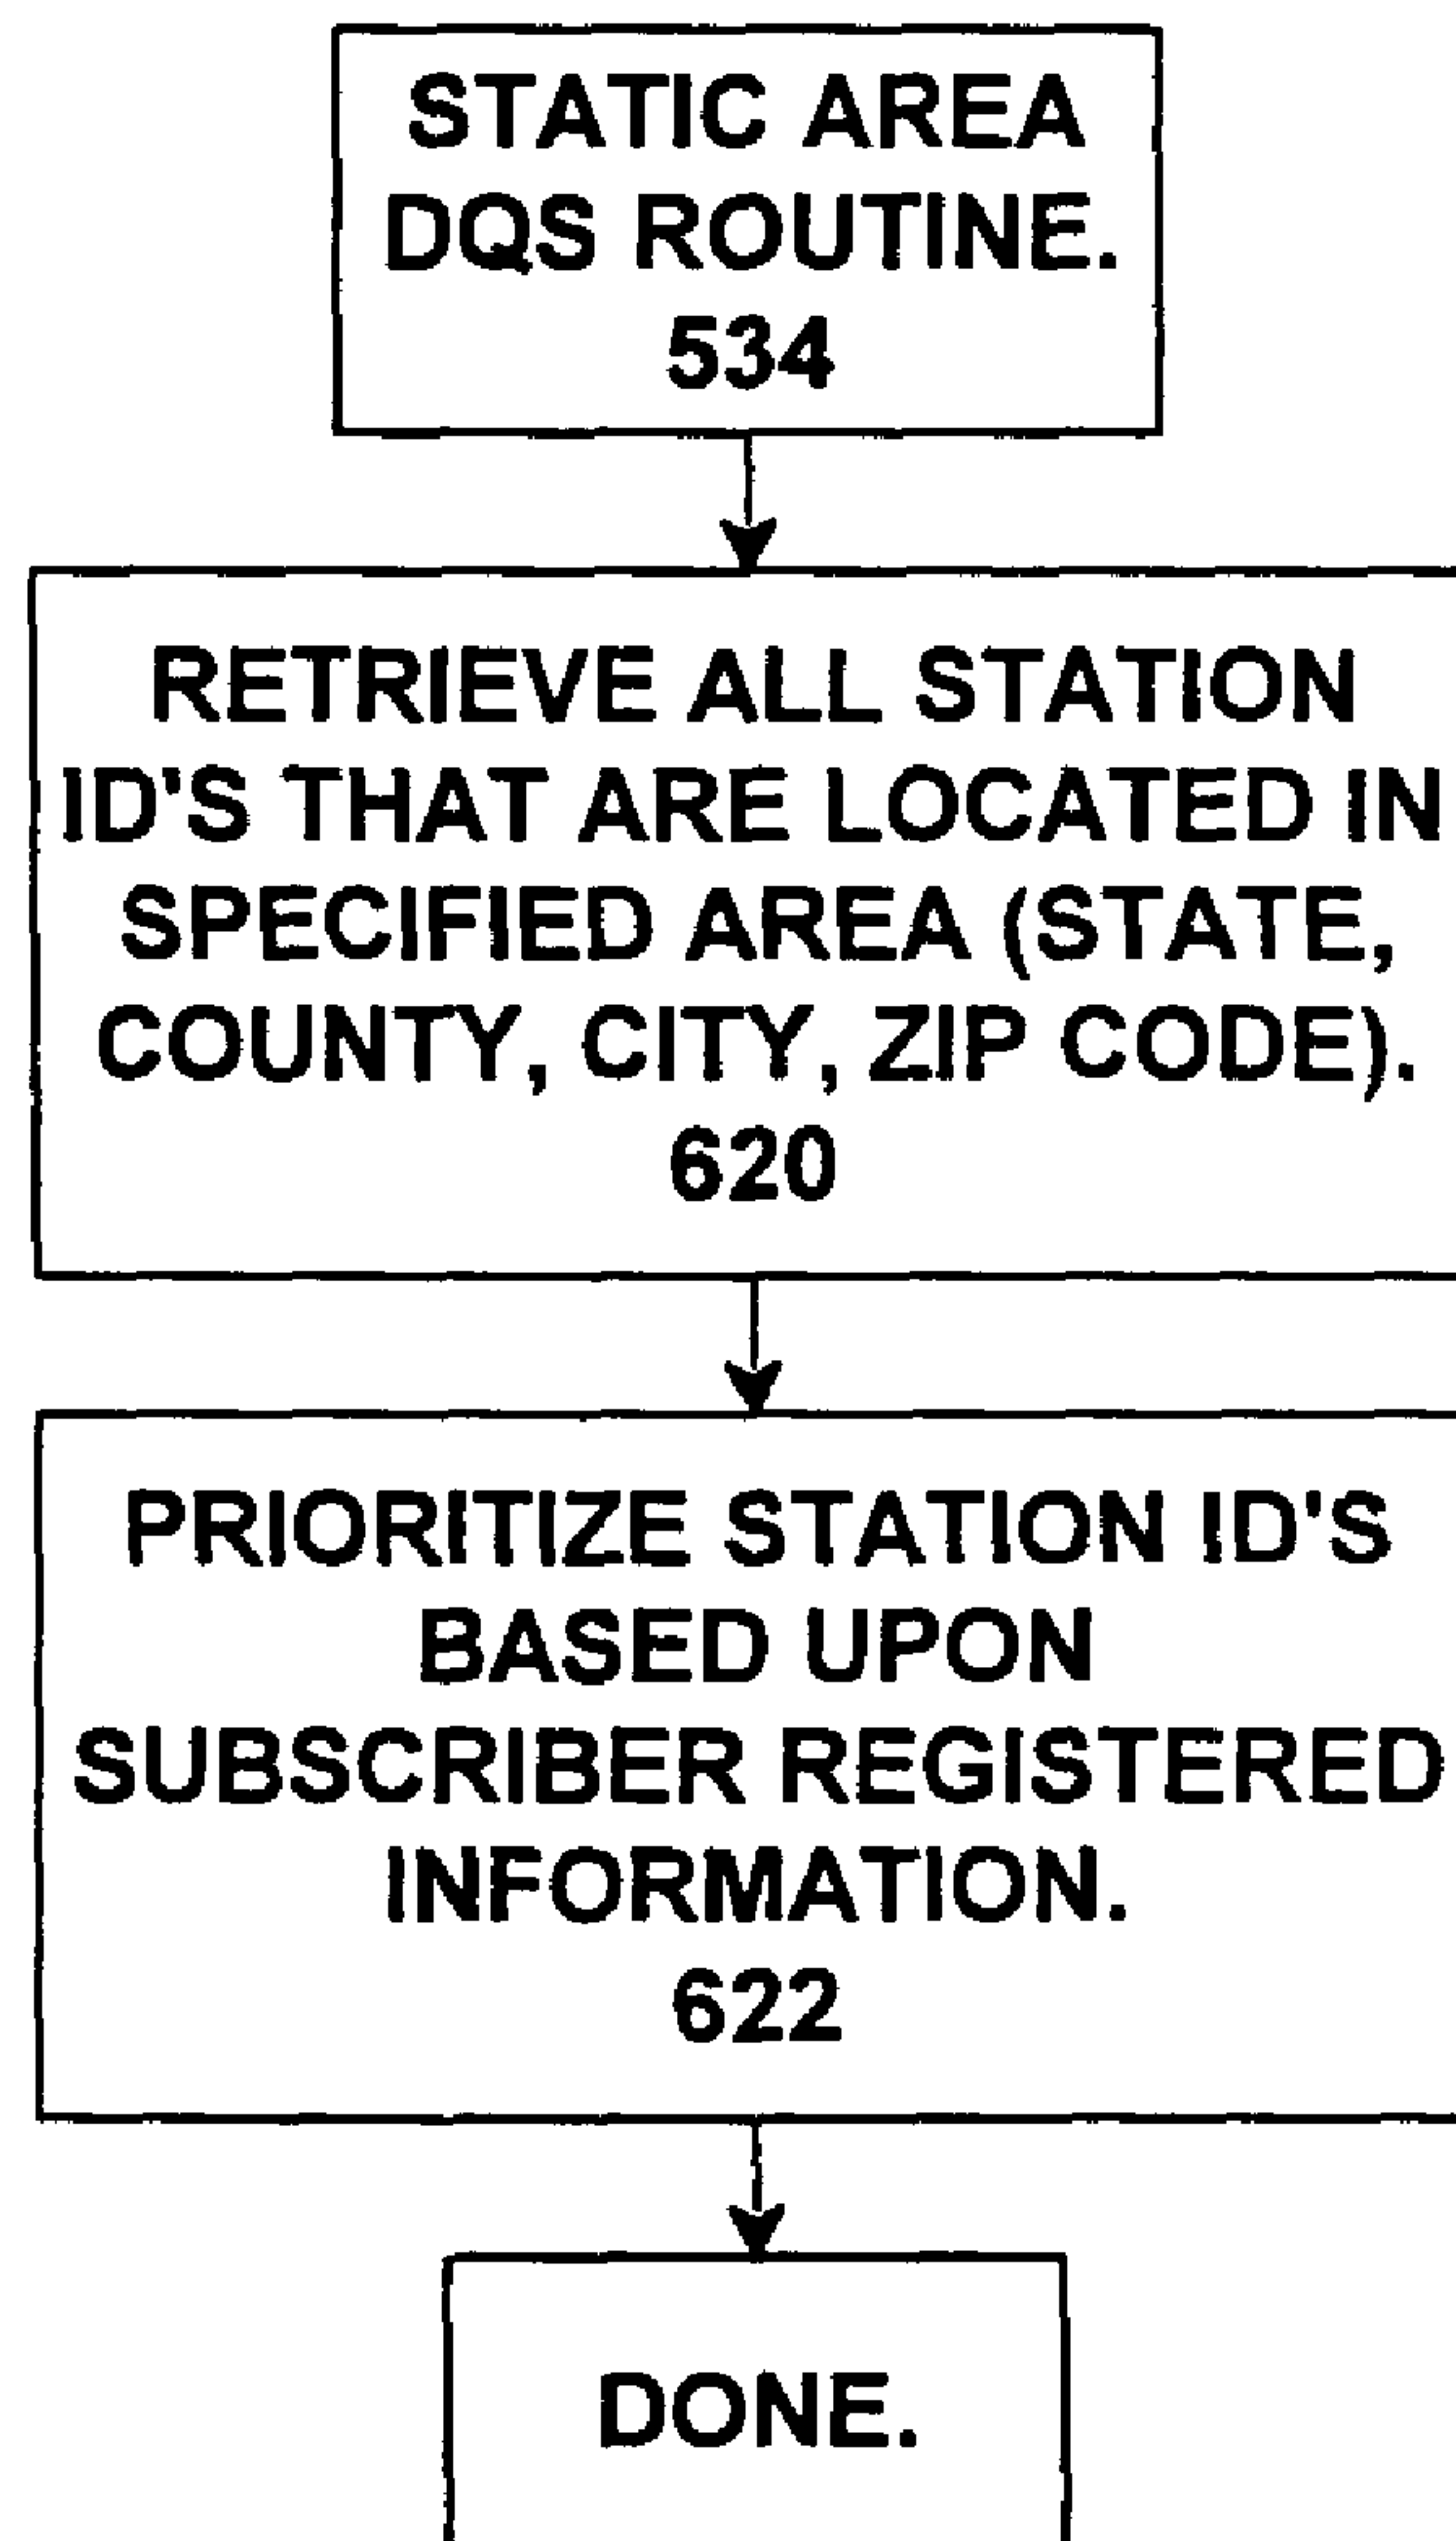 STATIC AREA
DQS ROUTINE.
534
RETRIEVE ALL STATION
ID'S THAT ARE LOCATED IN
SPECIFIED AREA (STATE,
COUNTY, CITY, ZIP CODE).
620
PRIORITIZE STATION ID'S
BASED UPON
SUBSCRIBER REGISTERED
INFORMATION.
622
DONE.